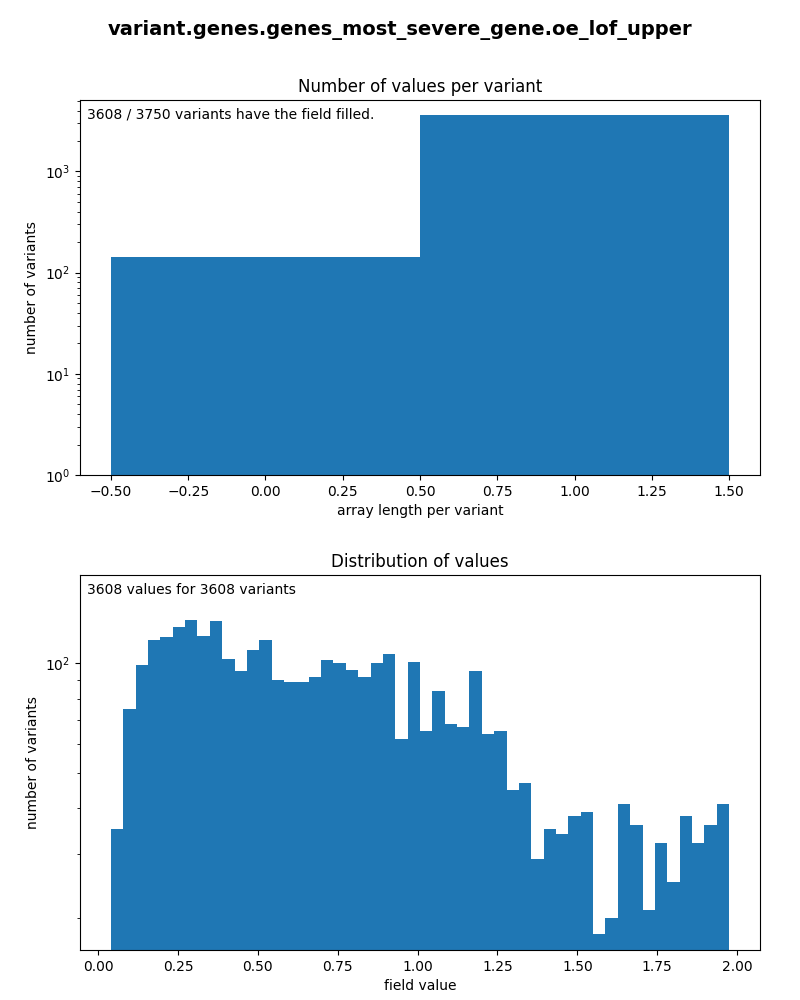 variant.genes.genes_most_severe_gene.oe_lof_upper
Number of values per variant
3608 / 3750 variants have the field filled.
number of variants
10³
10²
10¹
10⁰
−0.50 −0.25 0.00 0.25 0.50 0.75 1.00 1.25 1.50
array length per variant
Distribution of values
3608 values for 3608 variants
number of variants
10²
0.00 0.25 0.50 0.75 1.00 1.25 1.50 1.75 2.00
field value